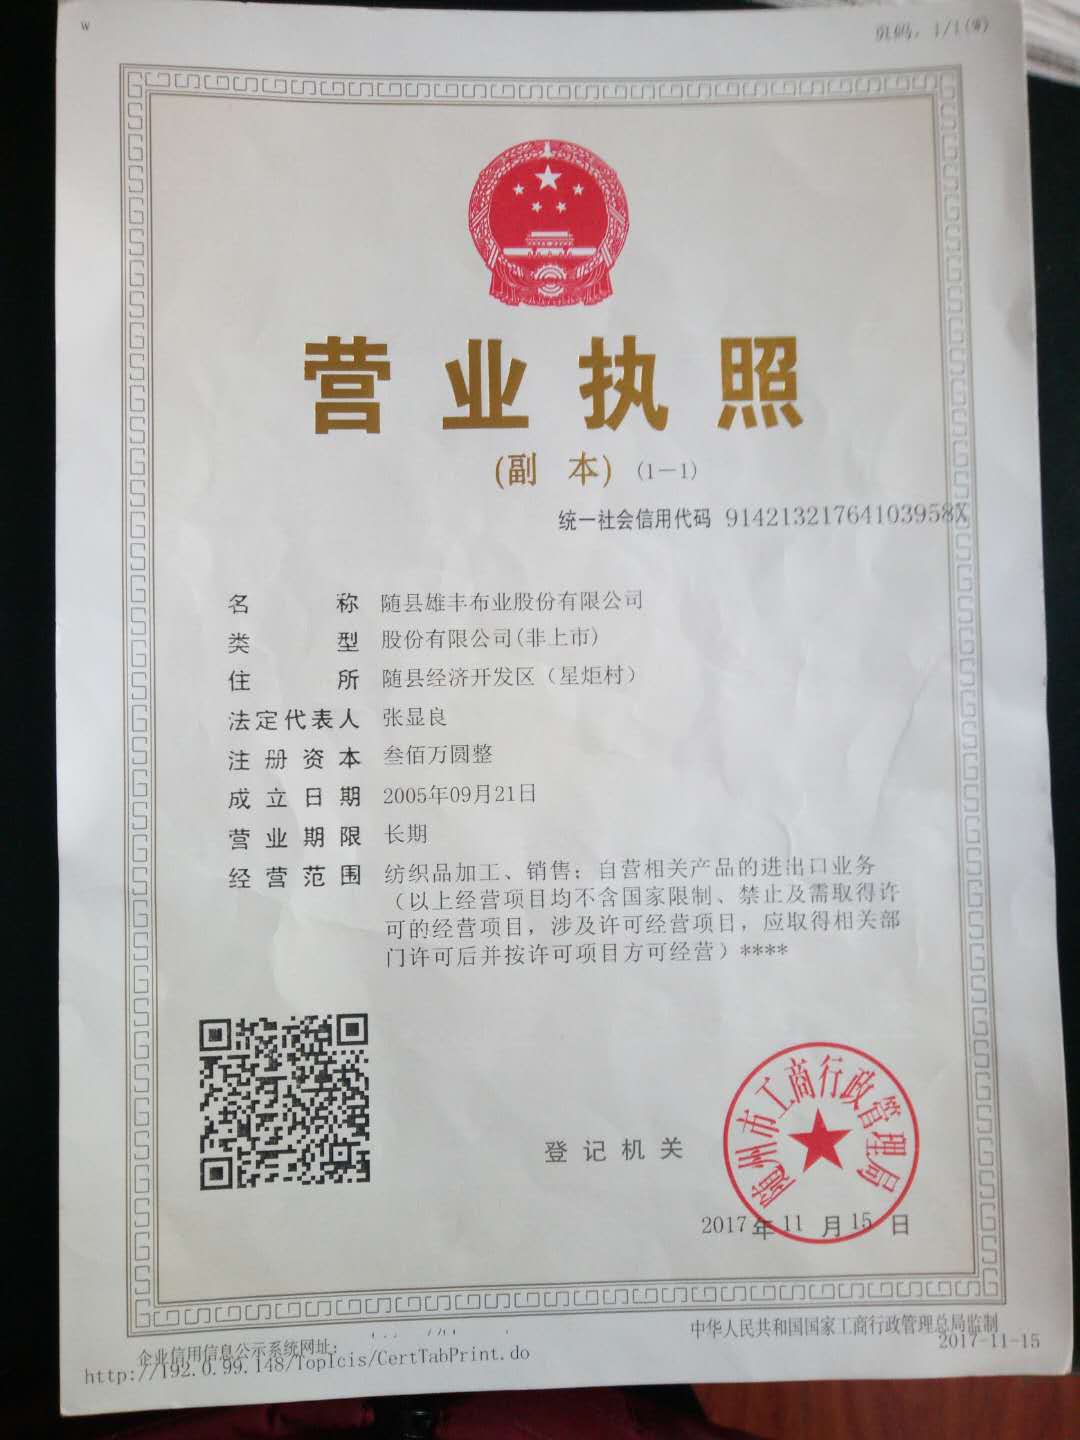 W
页码：1/1(W)
营业执照
(副 本) (1-1)
统一社会信用代码 91421321764103958X
名 称 随县雄丰布业股份有限公司
类 型 股份有限公司(非上市)
住 所 随县经济开发区（星炬村）
法定代表人 张显良
注册资本 叁佰万圆整
成立日期 2005年09月21日
营业期限 长期
经营范围 纺织品加工、销售；自营相关产品的进出口业务
（以上经营项目均不含国家限制、禁止及需取得许
可的经营项目，涉及许可经营项目，应取得相关部
门许可后并按许可项目方可经营）****
登记机关
随州市工商行政管理局
2017年11月15日
企业信用信息公示系统网址：
中华人民共和国国家工商行政管理总局监制
http://192.0.99.148/TopIcis/CertTabPrint.do
2017-11-15